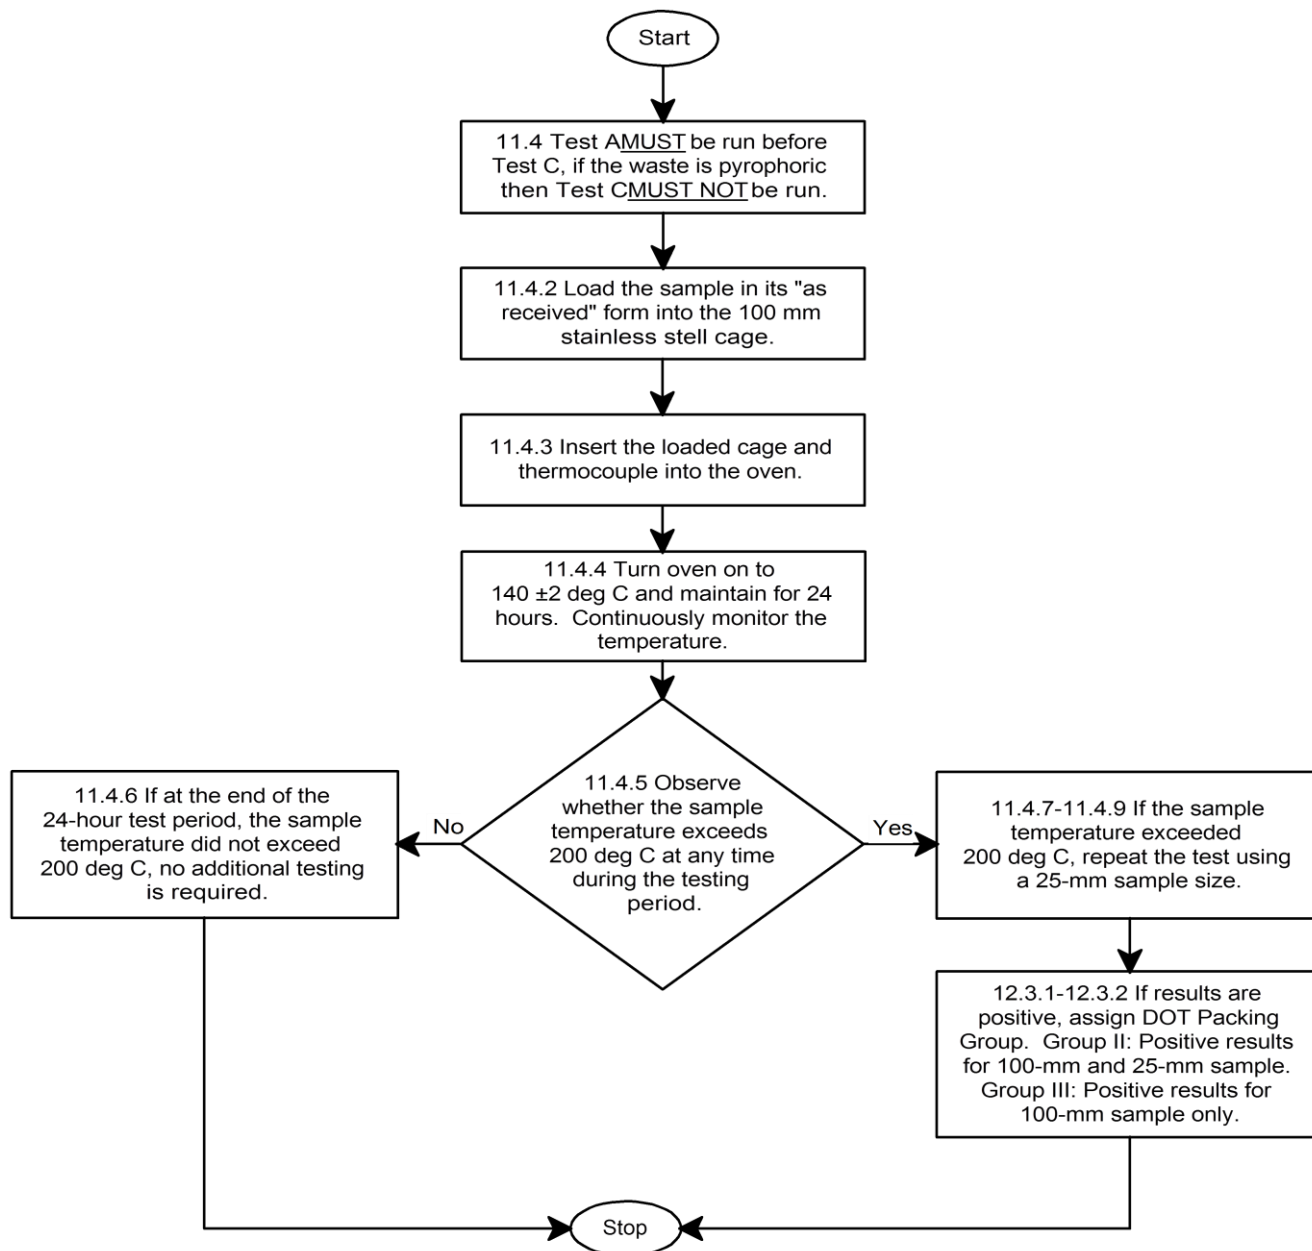 Start
11.4 Test AMUST be run before
Test C, if the waste is pyrophoric
then Test CMUST NOT be run.
11.4.2 Load the sample in its "as
received" form into the 100 mm
stainless stell cage.
11.4.3 Insert the loaded cage and
thermocouple into the oven.
11.4.4 Turn oven on to
140 ±2 deg C and maintain for 24
hours.  Continuously monitor the
temperature.
11.4.5 Observe
whether the sample
temperature exceeds
200 deg C at any time
during the testing
period.
No
Yes
11.4.6 If at the end of the
24-hour test period, the sample
temperature did not exceed
200 deg C, no additional testing
is required.
11.4.7-11.4.9 If the sample
temperature exceeded
200 deg C, repeat the test using
a 25-mm sample size.
12.3.1-12.3.2 If results are
positive, assign DOT Packing
Group.  Group II: Positive results
for 100-mm and 25-mm sample.
Group III: Positive results for
100-mm sample only.
Stop